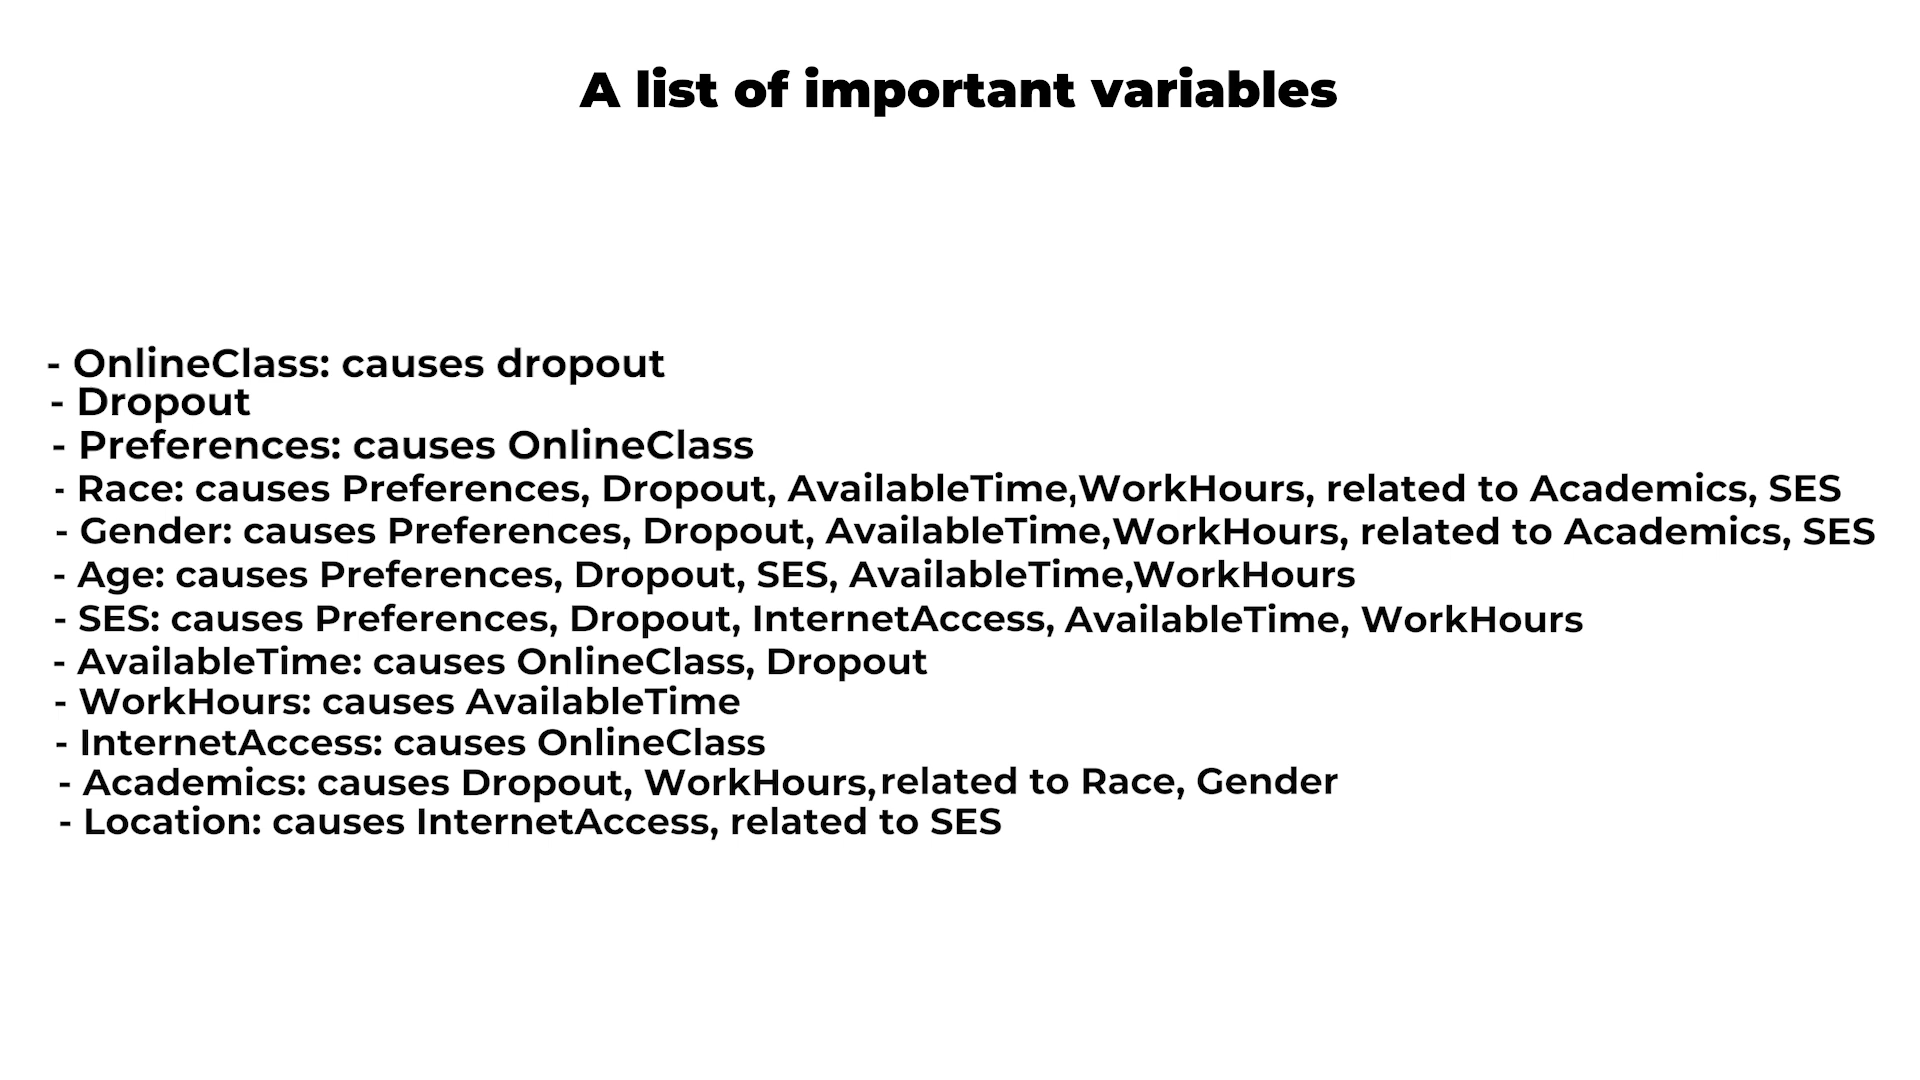 A list of important variables
- OnlineClass: causes dropout
- Dropout
- Preferences: causes OnlineClass
- Race: causes Preferences, Dropout, AvailableTime,WorkHours, related to Academics, SES
- Gender: causes Preferences, Dropout, AvailableTime,WorkHours, related to Academics, SES
- Age: causes Preferences, Dropout, SES, AvailableTime,WorkHours
- SES: causes Preferences, Dropout, InternetAccess, AvailableTime, WorkHours
- AvailableTime: causes OnlineClass, Dropout
- WorkHours: causes AvailableTime
- InternetAccess: causes OnlineClass
- Academics: causes Dropout, WorkHours,related to Race, Gender
- Location: causes InternetAccess, related to SES